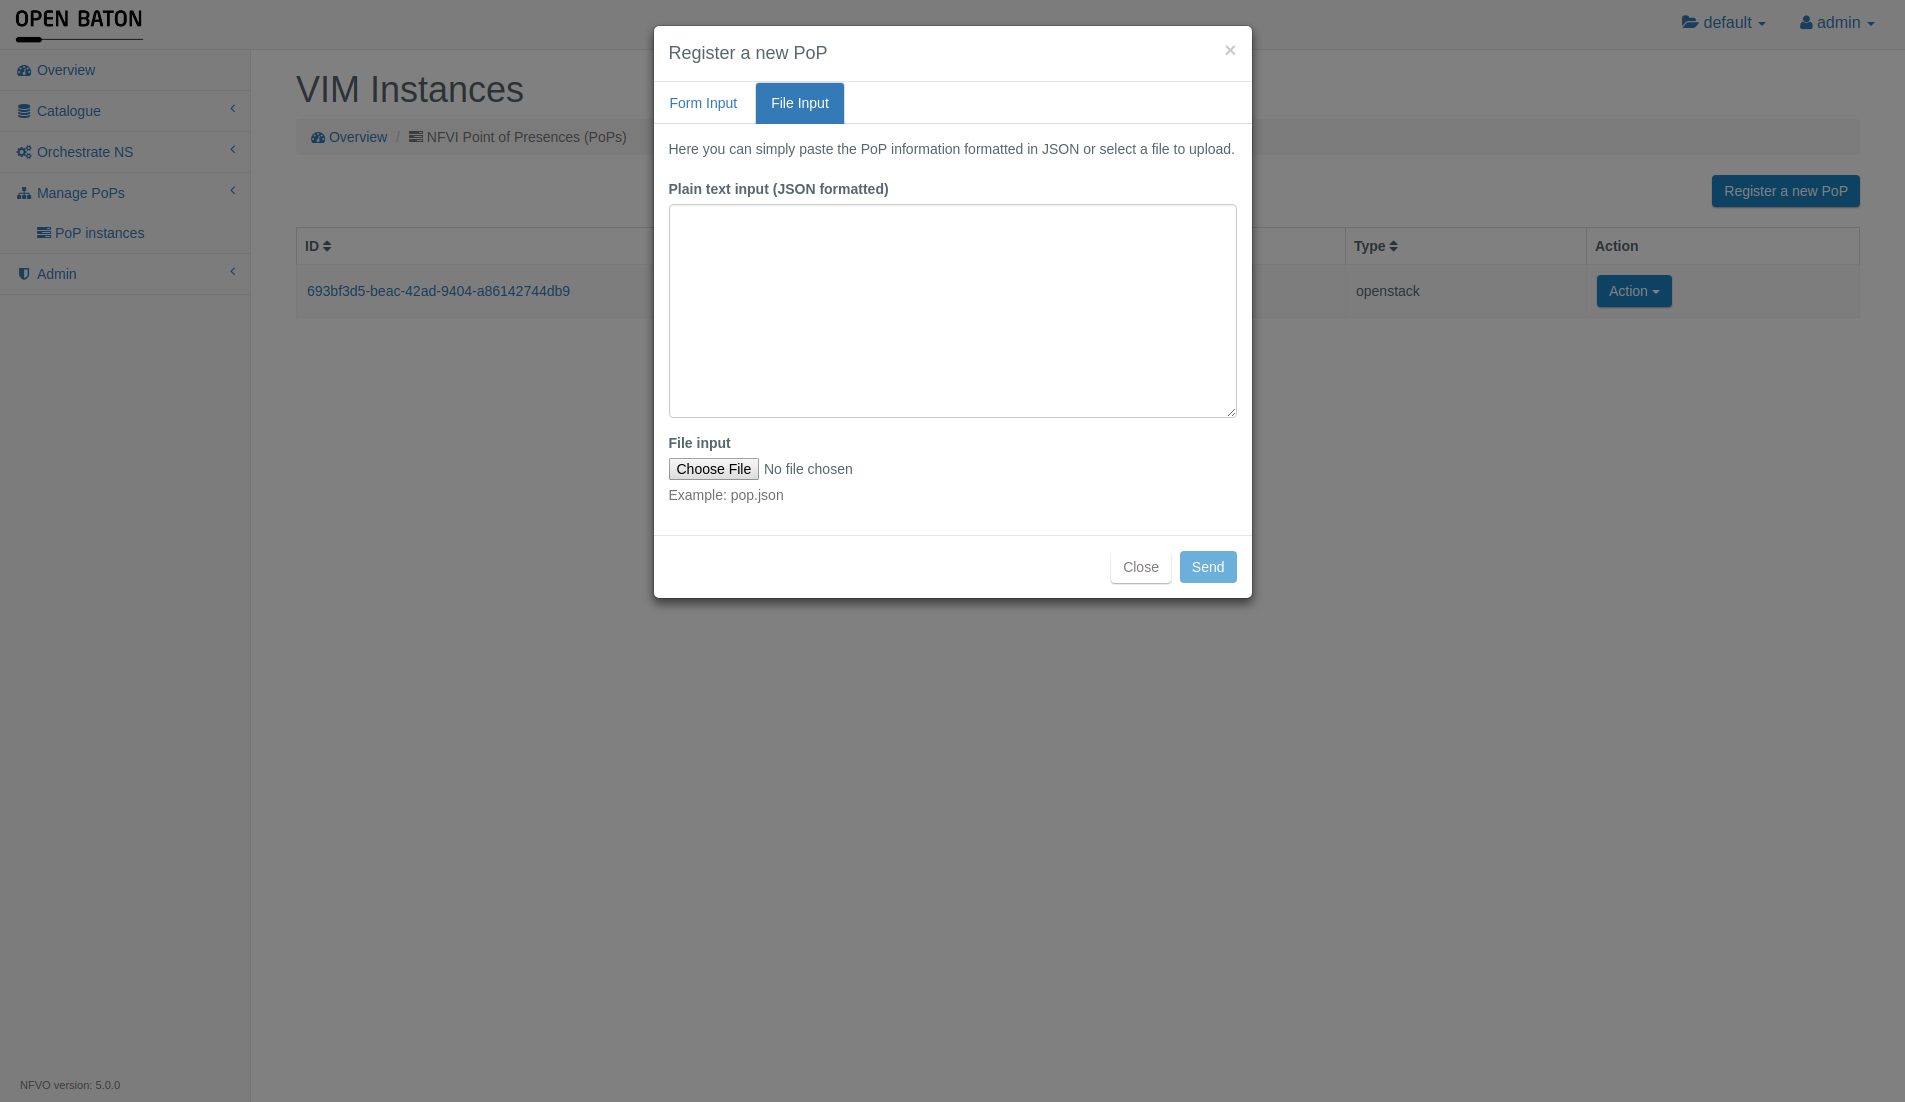 OPEN BATON
default
admin
Overview
Catalogue
Orchestrate NS
Manage PoPs
PoP instances
Admin
NFVO version: 5.0.0
VIM Instances
Overview / NFVI Point of Presences (PoPs)
Register a new PoP
ID Type Action
693bf3d5-beac-42ad-9404-a86142744db9 openstack Action
Register a new PoP ×
Form Input File Input
Here you can simply paste the PoP information formatted in JSON or select a file to upload.
Plain text input (JSON formatted)
File input
Choose File No file chosen
Example: pop.json
Close Send